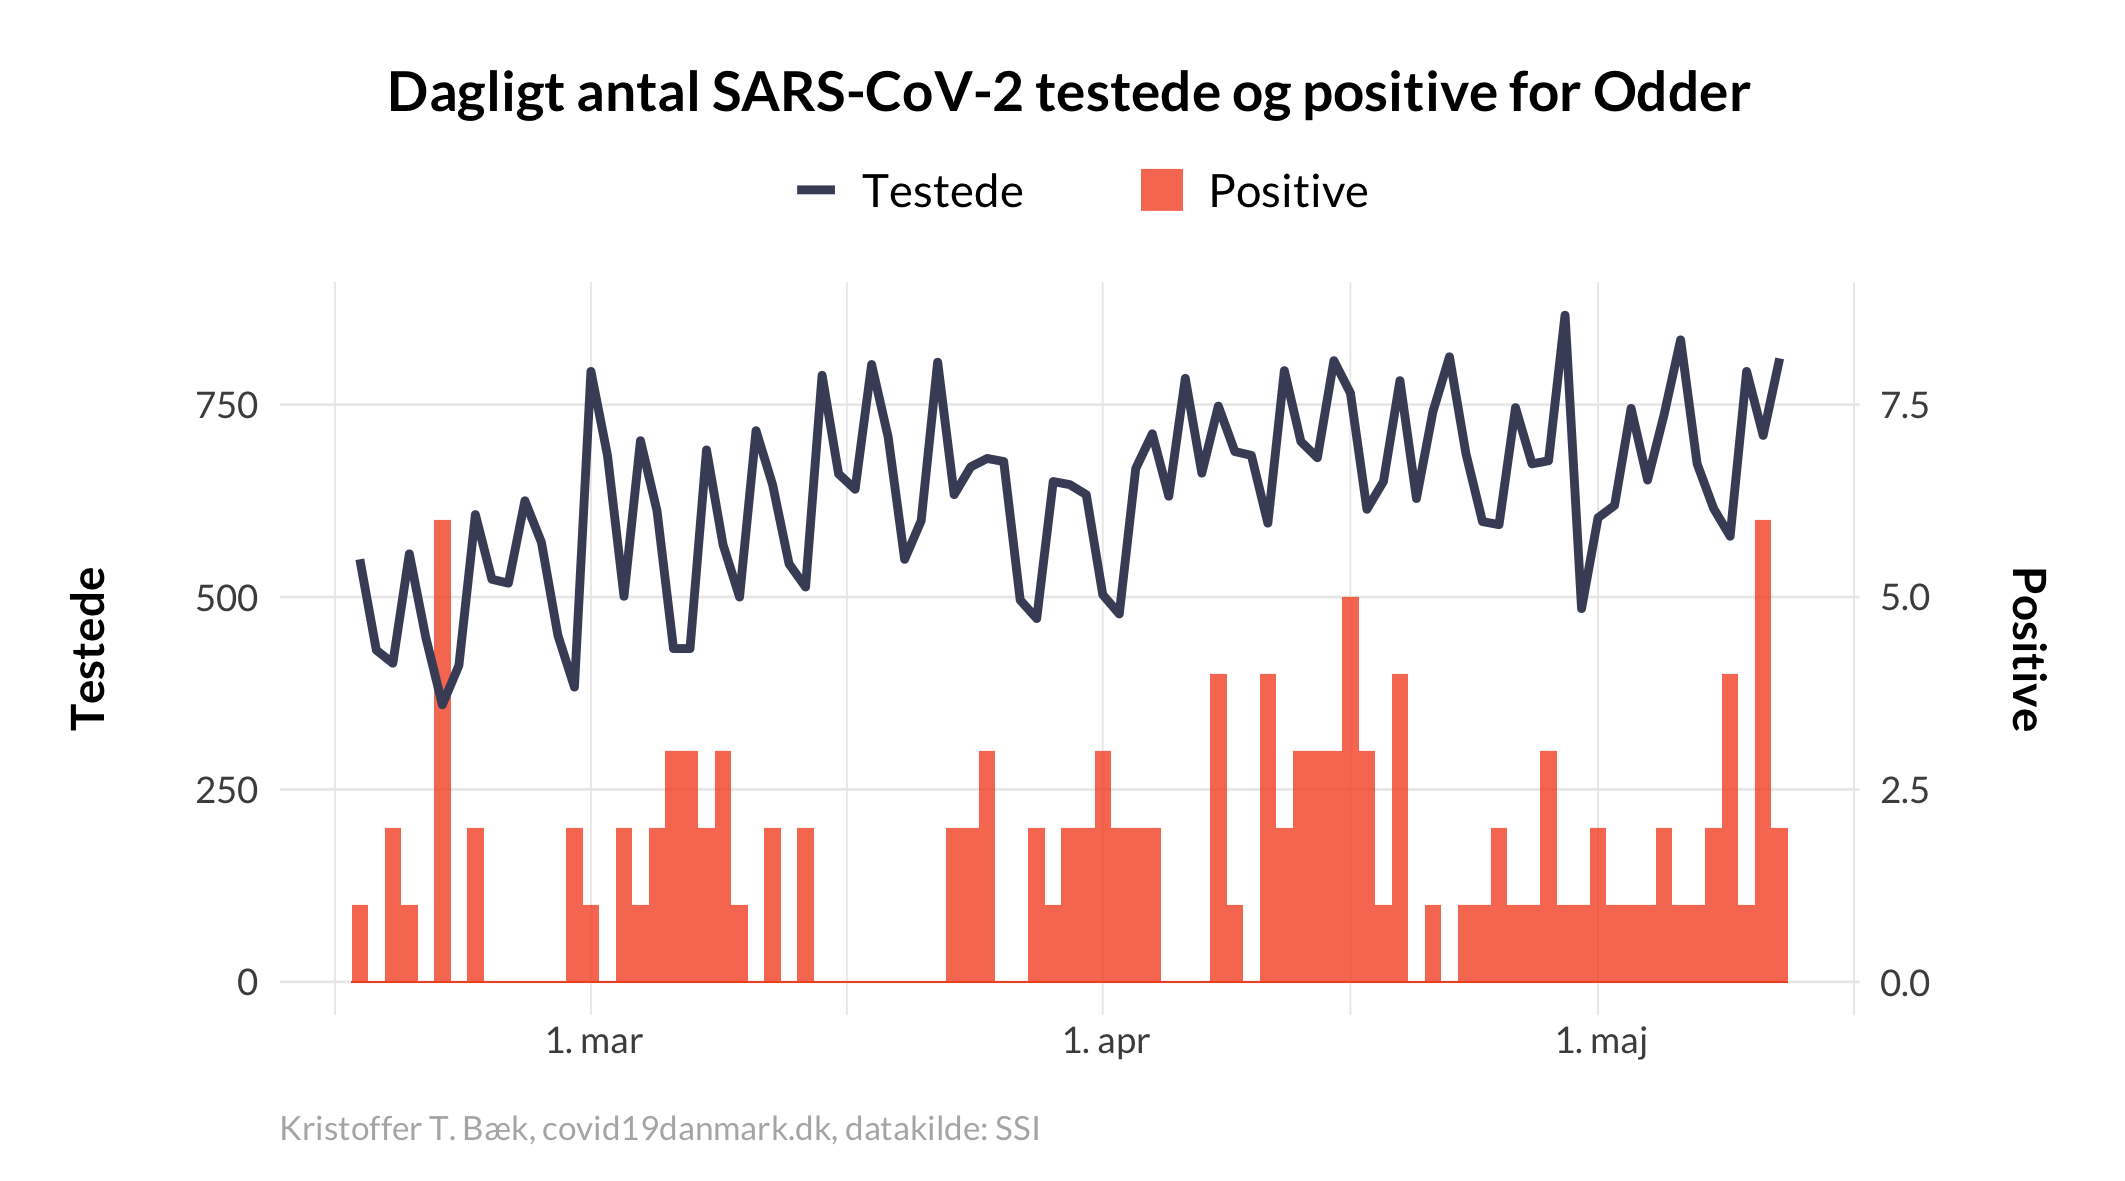 Dagligt antal SARS-CoV-2 testede og positive for Odder
Testede Positive
750 7.5
500 5.0
250 2.5
0 0.0
Testede
Positive
1. mar 1. apr 1. maj
Kristoffer T. Bæk, covid19danmark.dk, datakilde: SSI